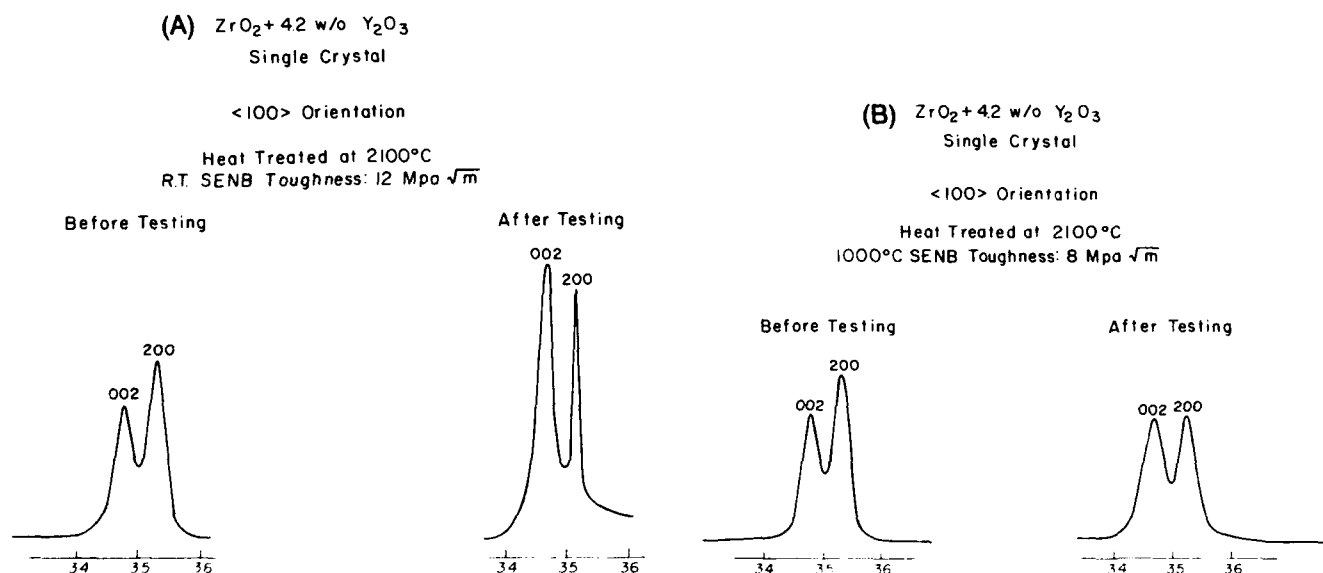 (A) ZrO₂ + 4.2 w/o Y₂O₃
Single Crystal
<100> Orientation
Heat Treated at 2100°C
R.T. SENB Toughness: 12 Mpa √m
Before Testing
After Testing
002
200
002
200
34 35 36
34 35 36
(B) ZrO₂ + 4.2 w/o Y₂O₃
Single Crystal
<100> Orientation
Heat Treated at 2100°C
1000°C SENB Toughness: 8 Mpa √m
Before Testing
After Testing
002
200
002 200
34 35 36
34 35 36